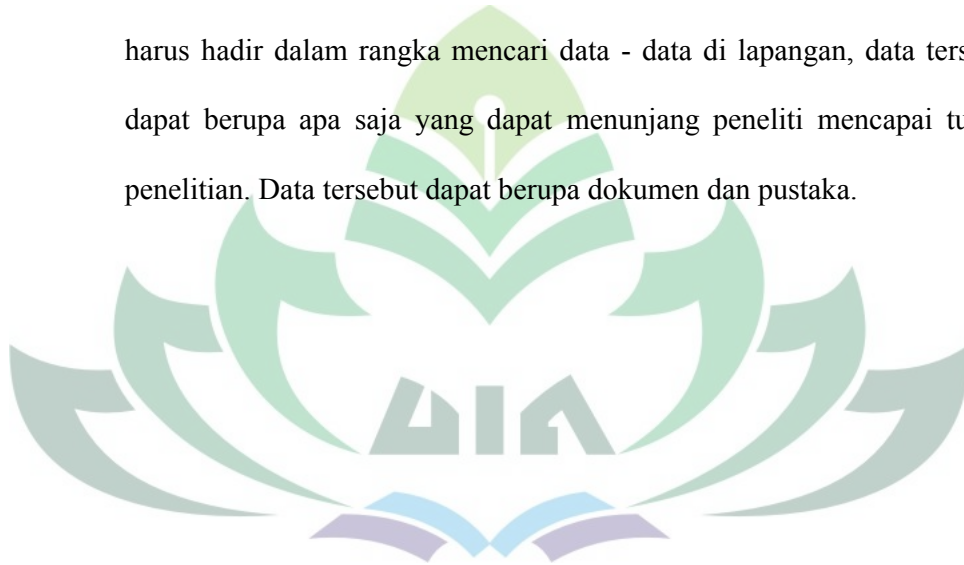 harus hadir dalam rangka mencari data - data di lapangan, data ters
dapat berupa apa saja yang dapat menunjang peneliti mencapai tu
penelitian. Data tersebut dapat berupa dokumen dan pustaka.
UIN